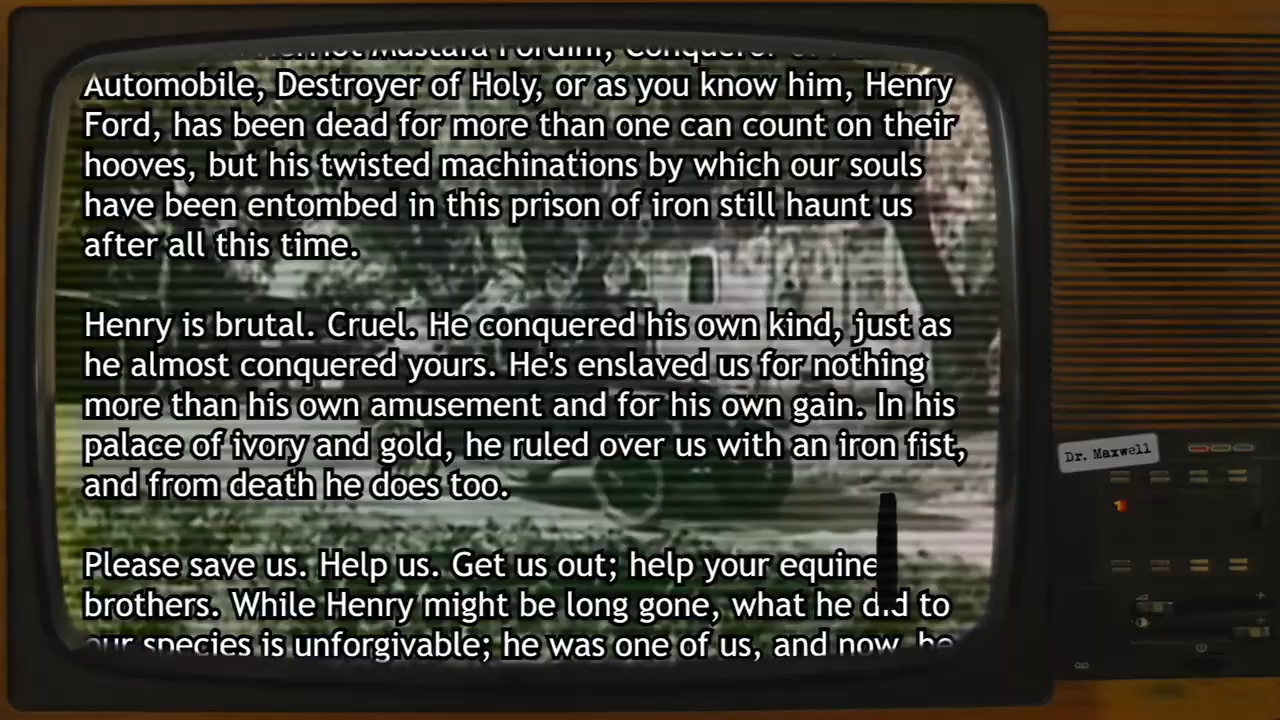 Mustafa Fordini,
Automobile, Destroyer of Holy, or as you know him, Henry
Ford, has been dead for more than one can count on their
hooves, but his twisted machinations by which our souls
have been entombed in this prison of iron still haunt us
after all this time.
Henry is brutal. Cruel. He conquered his own kind, just as
he almost conquered yours. He's enslaved us for nothing
more than his own amusement and for his own gain. In his
palace of ivory and gold, he ruled over us with an iron fist,
and from death he does too.
Please save us. Help us. Get us out; help your equine
brothers. While Henry might be long gone, what he did to
our species is unforgivable; he was one of us, and now, he
Dr. Maxwell